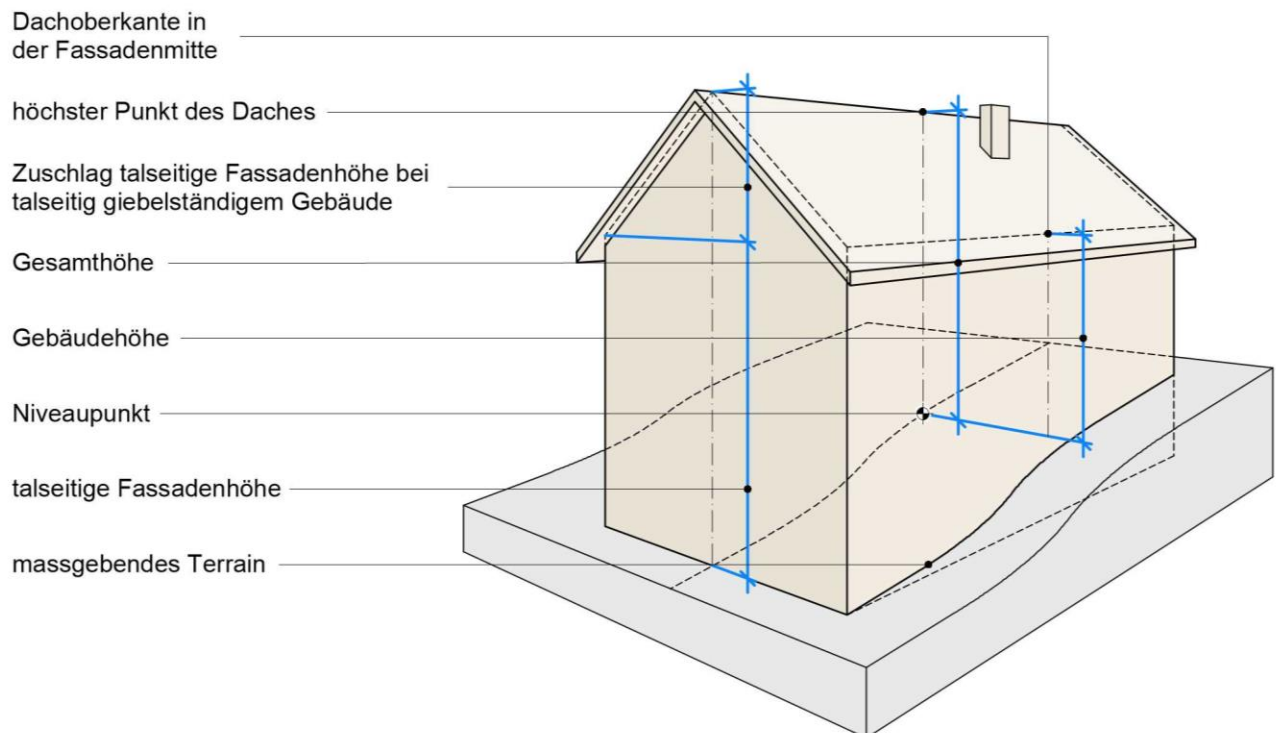 Dachoberkante in
der Fassadenmitte
höchster Punkt des Daches
Zuschlag talseitige Fassadenhöhe bei
talseitig giebelständigem Gebäude
Gesamthöhe
Gebäudehöhe
Niveaupunkt
talseitige Fassadenhöhe
massgebendes Terrain